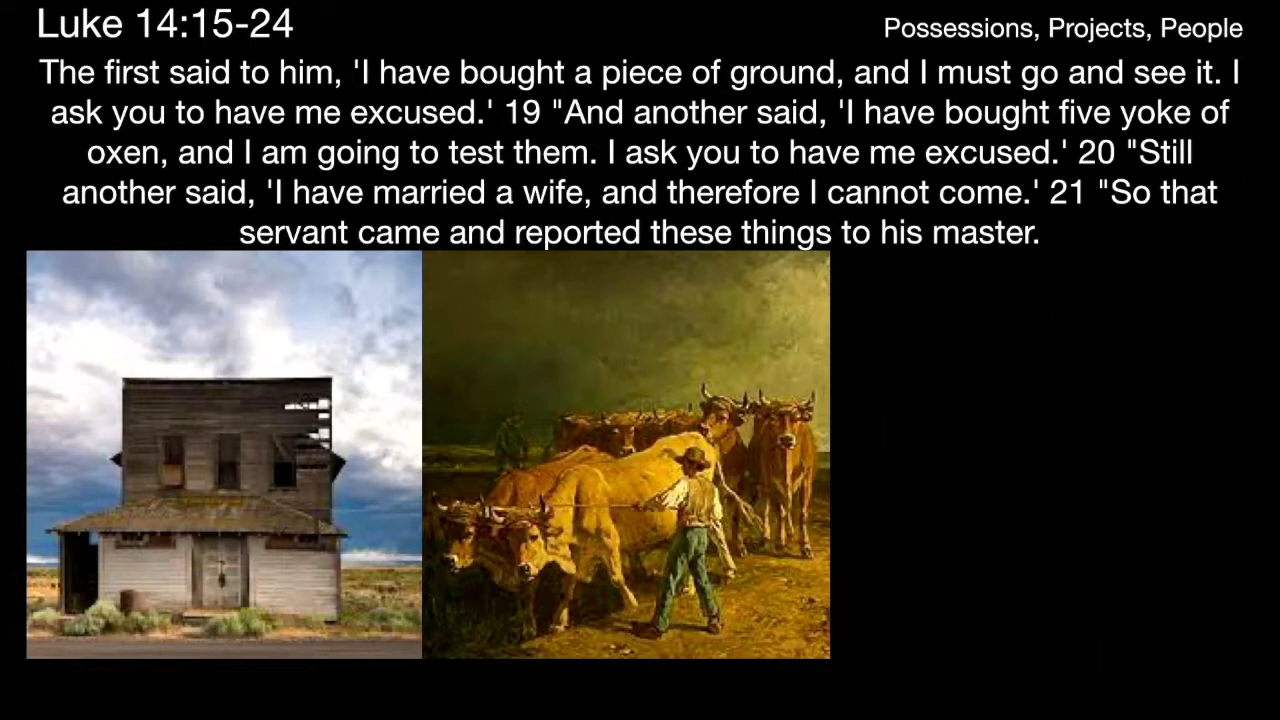 Luke 14:15-24
Possessions, Projects, People
The first said to him, 'I have bought a piece of ground, and I must go and see it. I
ask you to have me excused.' 19 "And another said, 'I have bought five yoke of
oxen, and I am going to test them. I ask you to have me excused.' 20 "Still
another said, 'I have married a wife, and therefore I cannot come.' 21 "So that
servant came and reported these things to his master.